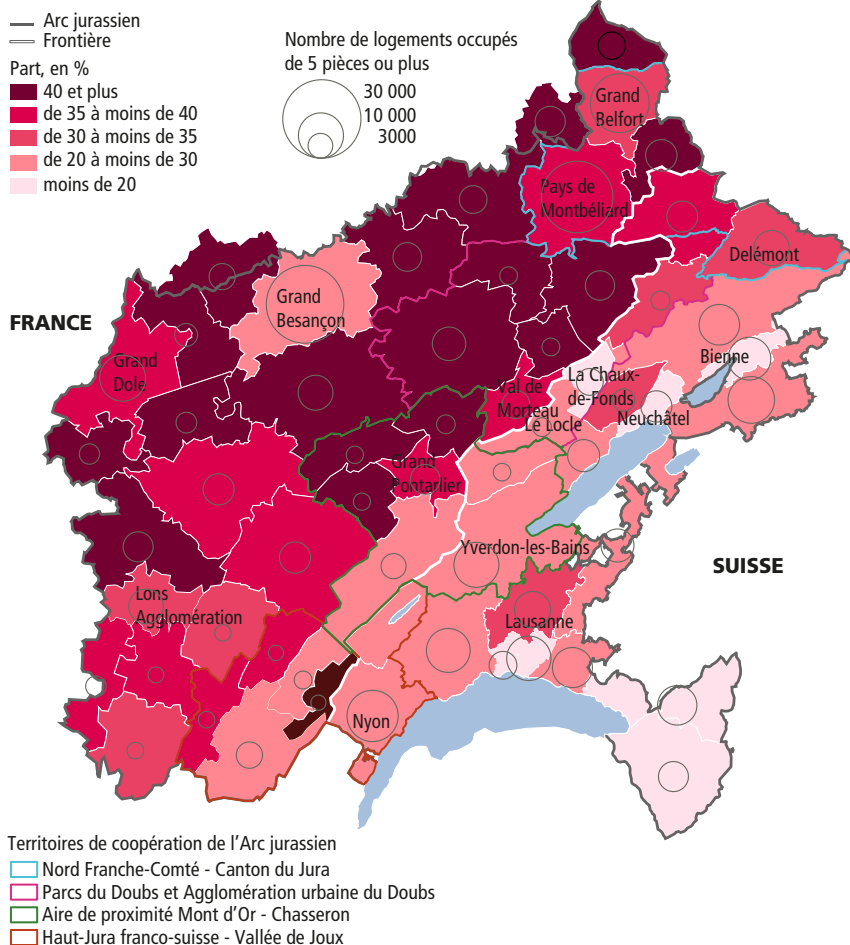 Arc jurassien
Frontière
Part, en %
40 et plus
de 35 à moins de 40
de 30 à moins de 35
de 20 à moins de 30
moins de 20
Nombre de logements occupés
de 5 pièces ou plus
30 000
10 000
3000
Grand
Belfort
Pays de
Montbéliard
Delémont
Grand
Besançon
FRANCE
Grand
Dole
Bienne
La Chaux-
de-Fonds
Val de
Morteau
Neuchâtel
Le Locle
Grand
Pontarlier
Yverdon-les-Bains
SUISSE
Lons
Agglomération
Lausanne
Nyon
Territoires de coopération de l'Arc jurassien
Nord Franche-Comté - Canton du Jura
Parcs du Doubs et Agglomération urbaine du Doubs
Aire de proximité Mont d'Or - Chasseron
Haut-Jura franco-suisse - Vallée de Joux